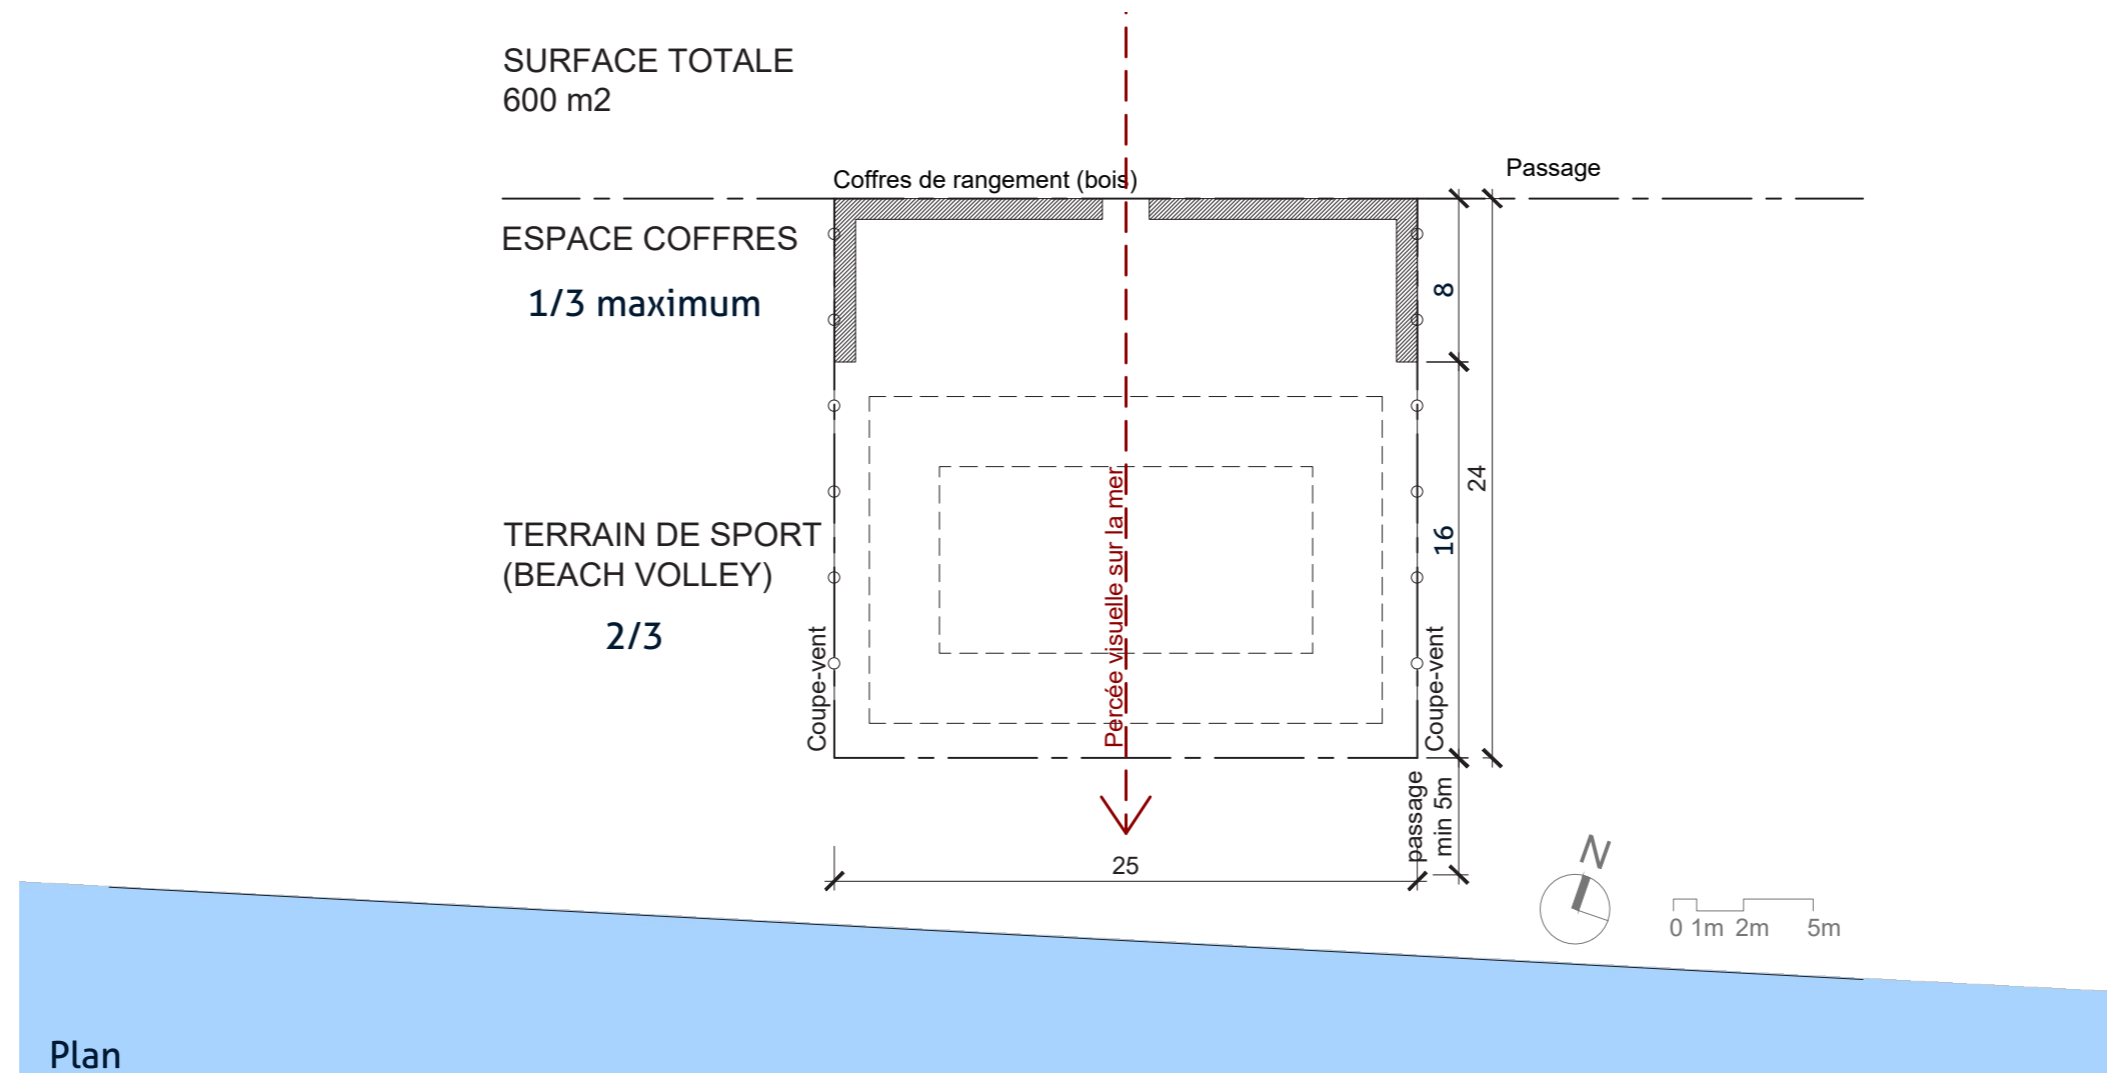 SURFACE TOTALE
600 m2
Passage
Coffres de rangement (bois)
ESPACE COFFRES
1/3 maximum
8
24
16
TERRAIN DE SPORT
(BEACH VOLLEY)
2/3
Percée visuelle sur la mer
Coupe-vent
Coupe-vent
passage
min 5m
25
N
0 1m 2m 5m
Plan